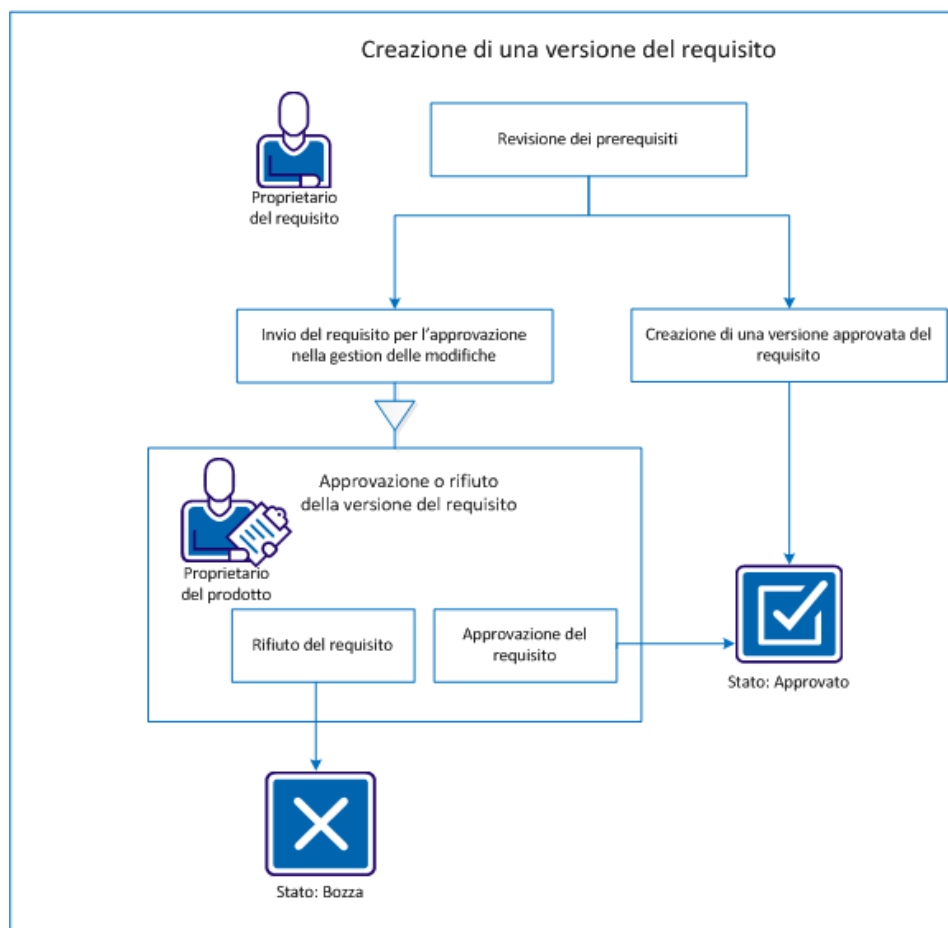 Creazione di una versione del requisito
Revisione dei prerequisiti
Proprietario
del requisito
Invio del requisito per l'approvazione
nella gestion delle modifiche
Creazione di una versione approvata del
requisito
Approvazione o rifiuto
della versione del requisito
Proprietario
del prodotto
Rifiuto del requisito
Approvazione del
requisito
Stato: Approvato
Stato: Bozza